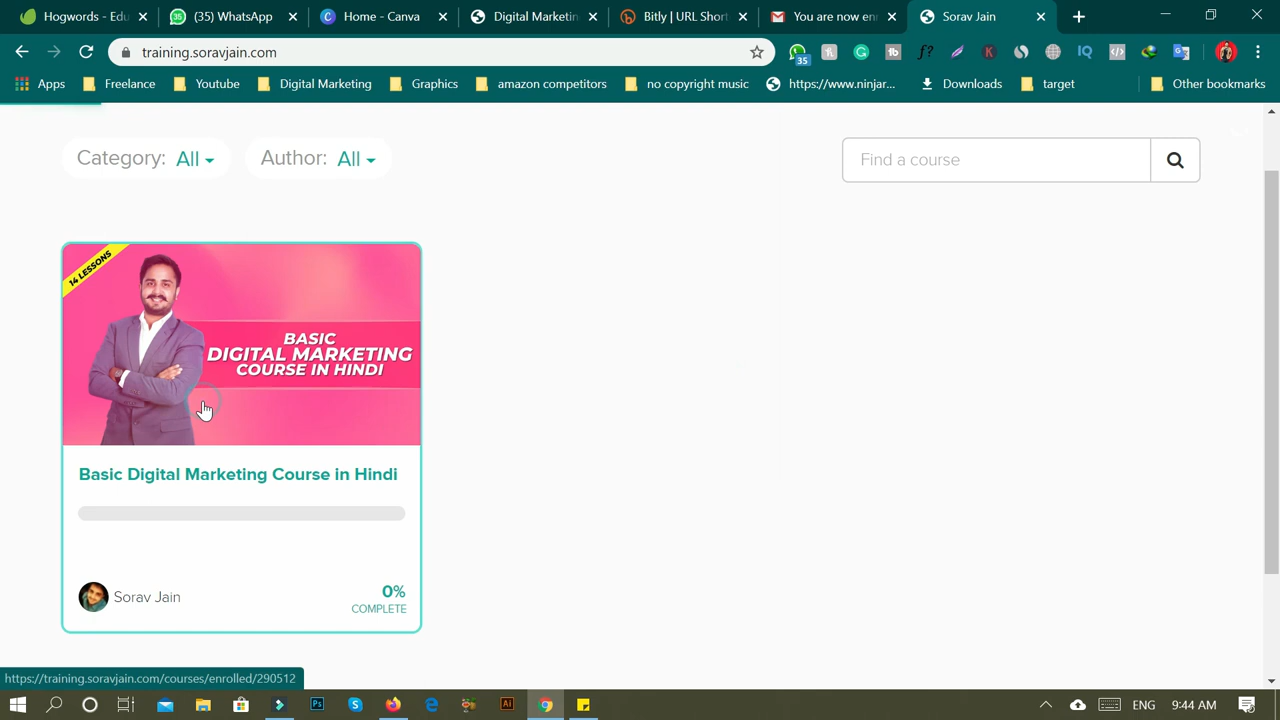 Hogwords - Edu
(35) WhatsApp
Home - Canva
Digital Marketin
Bitly | URL Short
You are now enr
Sorav Jain
training.soravjain.com
35
Apps
Freelance
Youtube
Digital Marketing
Graphics
amazon competitors
no copyright music
https://www.ninjar...
Downloads
target
Other bookmarks
Category: All
Author: All
Find a course
14 LESSONS
BASIC
DIGITAL MARKETING
COURSE IN HINDI
Basic Digital Marketing Course in Hindi
Sorav Jain
0%
COMPLETE
https://training.soravjain.com/courses/enrolled/290512
ENG
9:44 AM